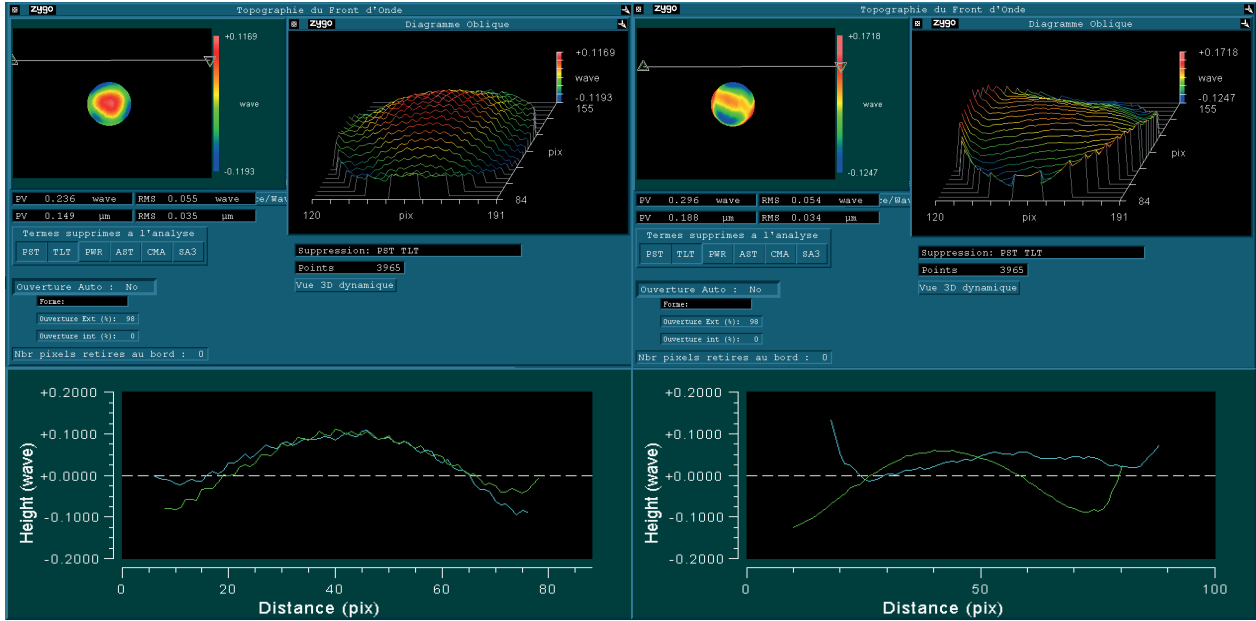 zygo Topographie du Front d'Onde
zygo Diagramme Oblique
+0.1169
wave
-0.1193
+0.1169
wave
-0.1193
155
pix
84
120 pix 191
PV 0.236 wave RMS 0.055 wave
PV 0.149 µm RMS 0.035 µm
Termes supprimes a l'analyse
PST TLT PWR AST CMA SA3
Suppression: PST TLT
Points 3965
Vue 3D dynamique
Ouverture Auto : No
Forme:
Ouverture Ext (%): 98
Ouverture int (%): 0
Nbr pixels retires au bord : 0
+0.2000
+0.1000
+0.0000
-0.1000
-0.2000
Height (wave)
0 20 40 60 80
Distance (pix)
zygo Topographie du Front d'Onde
zygo Diagramme Oblique
+0.1718
wave
-0.1247
+0.1718
wave
-0.1247
155
pix
84
120 pix 191
PV 0.296 wave RMS 0.054 wave
PV 0.188 µm RMS 0.034 µm
Termes supprimes a l'analyse
PST TLT PWR AST CMA SA3
Suppression: PST TLT
Points 3965
Vue 3D dynamique
Ouverture Auto : No
Forme:
Ouverture Ext (%): 98
Ouverture int (%): 0
Nbr pixels retires au bord : 0
+0.2000
+0.1000
+0.0000
-0.1000
-0.2000
Height (wave)
0 50 100
Distance (pix)